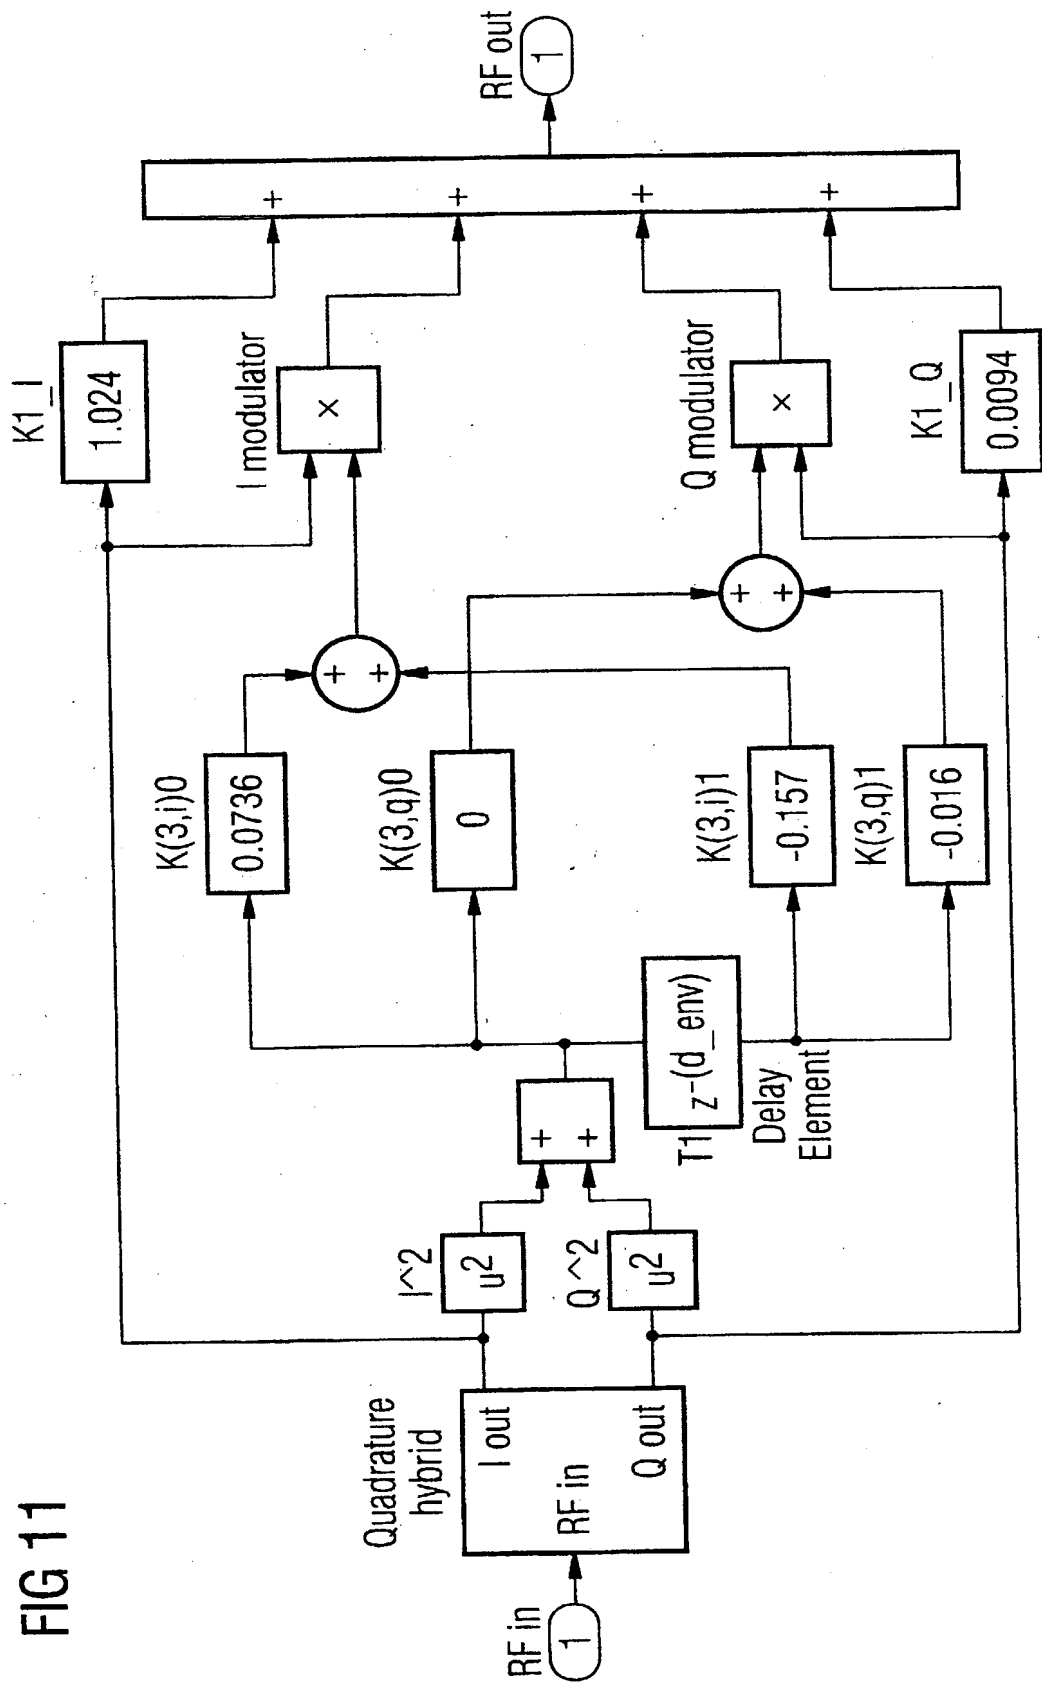 FIG 11
RF in
1
Quadrature
hybrid
I out
RF in
Q out
I^2
u²
Q^2
u²
+
+
T1
z-(d_env)
Delay
Element
K(3,i)0
0.0736
K(3,q)0
0
K(3,i)1
-0.157
K(3,q)1
-0.016
+
+
+
+
K1_I
1.024
I modulator
×
Q modulator
×
K1_Q
0.0094
+
+
+
+
RF out
1